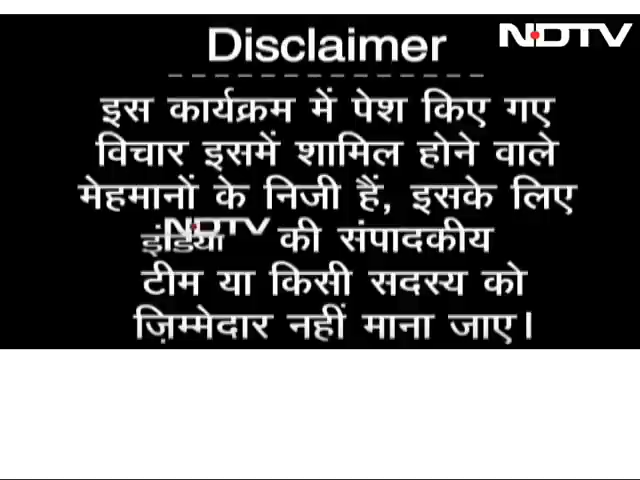 Disclaimer
NDTV
इस कार्यक्रम में पेश किए गए
विचार इसमें शामिल होने वाले
मेहमानों के निजी हैं, इसके लिए
इंडिया NDTV की संपादकीय
टीम या किसी सदस्य को
ज़िम्मेदार नहीं माना जाए।